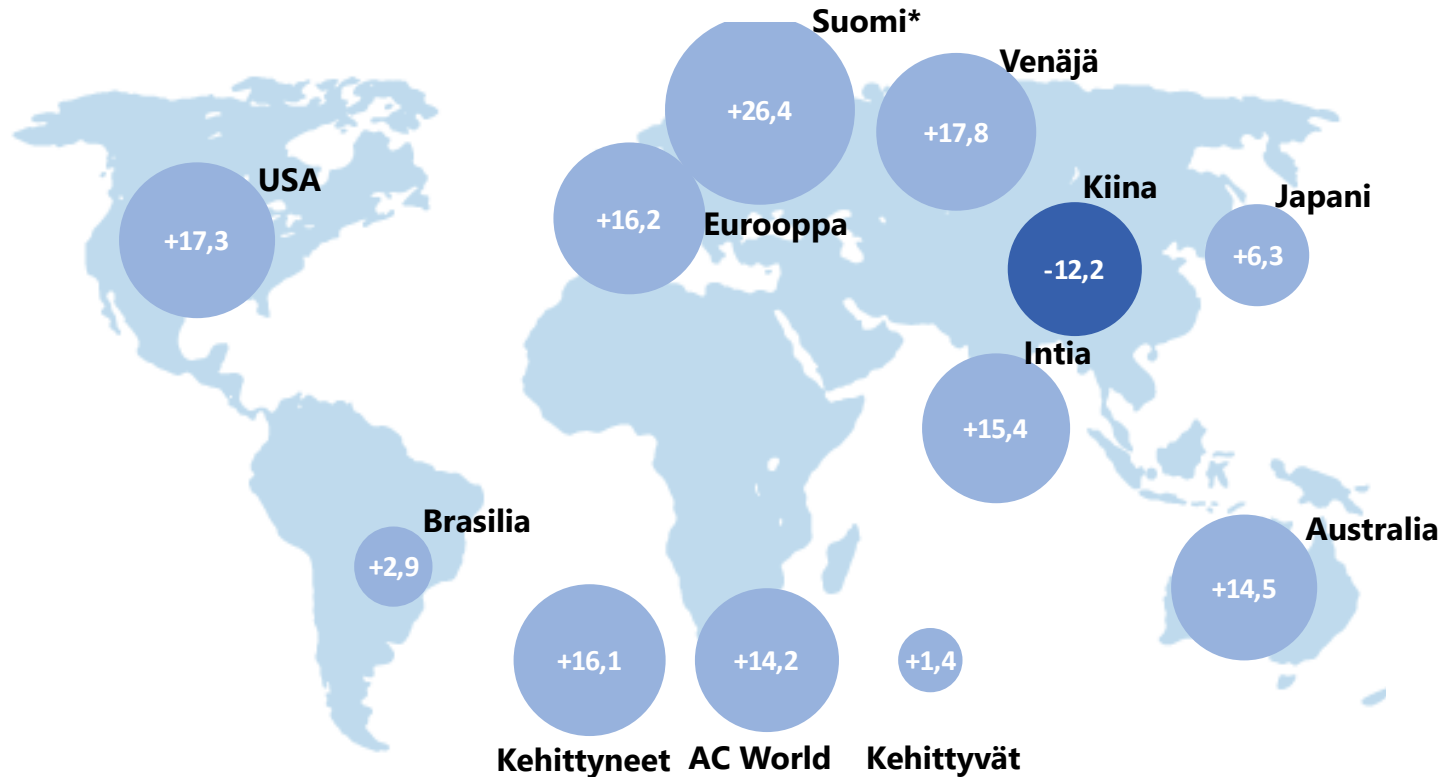 Suomi*
+26,4
Venäjä
+17,8
USA
+17,3
+16,2
Eurooppa
Kiina
-12,2
Japani
+6,3
Intia
+15,4
Brasilia
+2,9
Australia
+14,5
+16,1
+14,2
+1,4
Kehittyneet
AC World
Kehittyvät